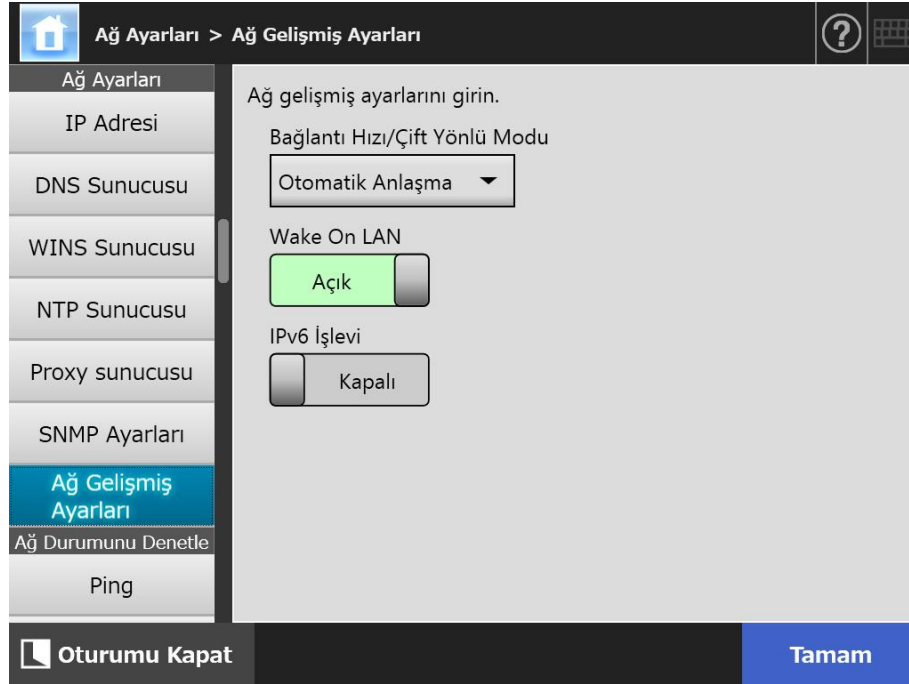 Ağ Ayarları > Ağ Gelişmiş Ayarları
?
Ağ Ayarları
IP Adresi
DNS Sunucusu
WINS Sunucusu
NTP Sunucusu
Proxy sunucusu
SNMP Ayarları
Ağ Gelişmiş
Ayarları
Ağ Durumunu Denetle
Ping
Ağ gelişmiş ayarlarını girin.
Bağlantı Hızı/Çift Yönlü Modu
Otomatik Anlaşma
Wake On LAN
Açık
IPv6 İşlevi
Kapalı
Oturumu Kapat
Tamam